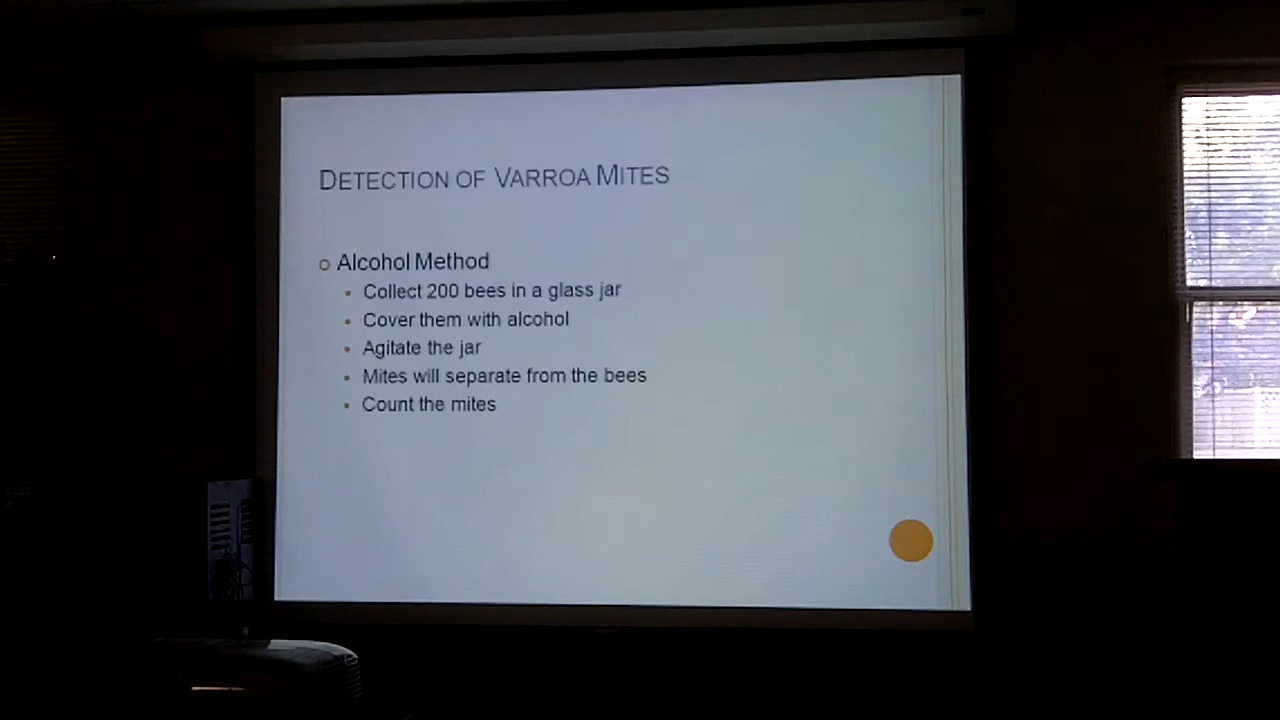 DETECTION OF VARROA MITES
Alcohol Method
Collect 200 bees in a glass jar
Cover them with alcohol
Agitate the jar
Mites will separate from the bees
Count the mites